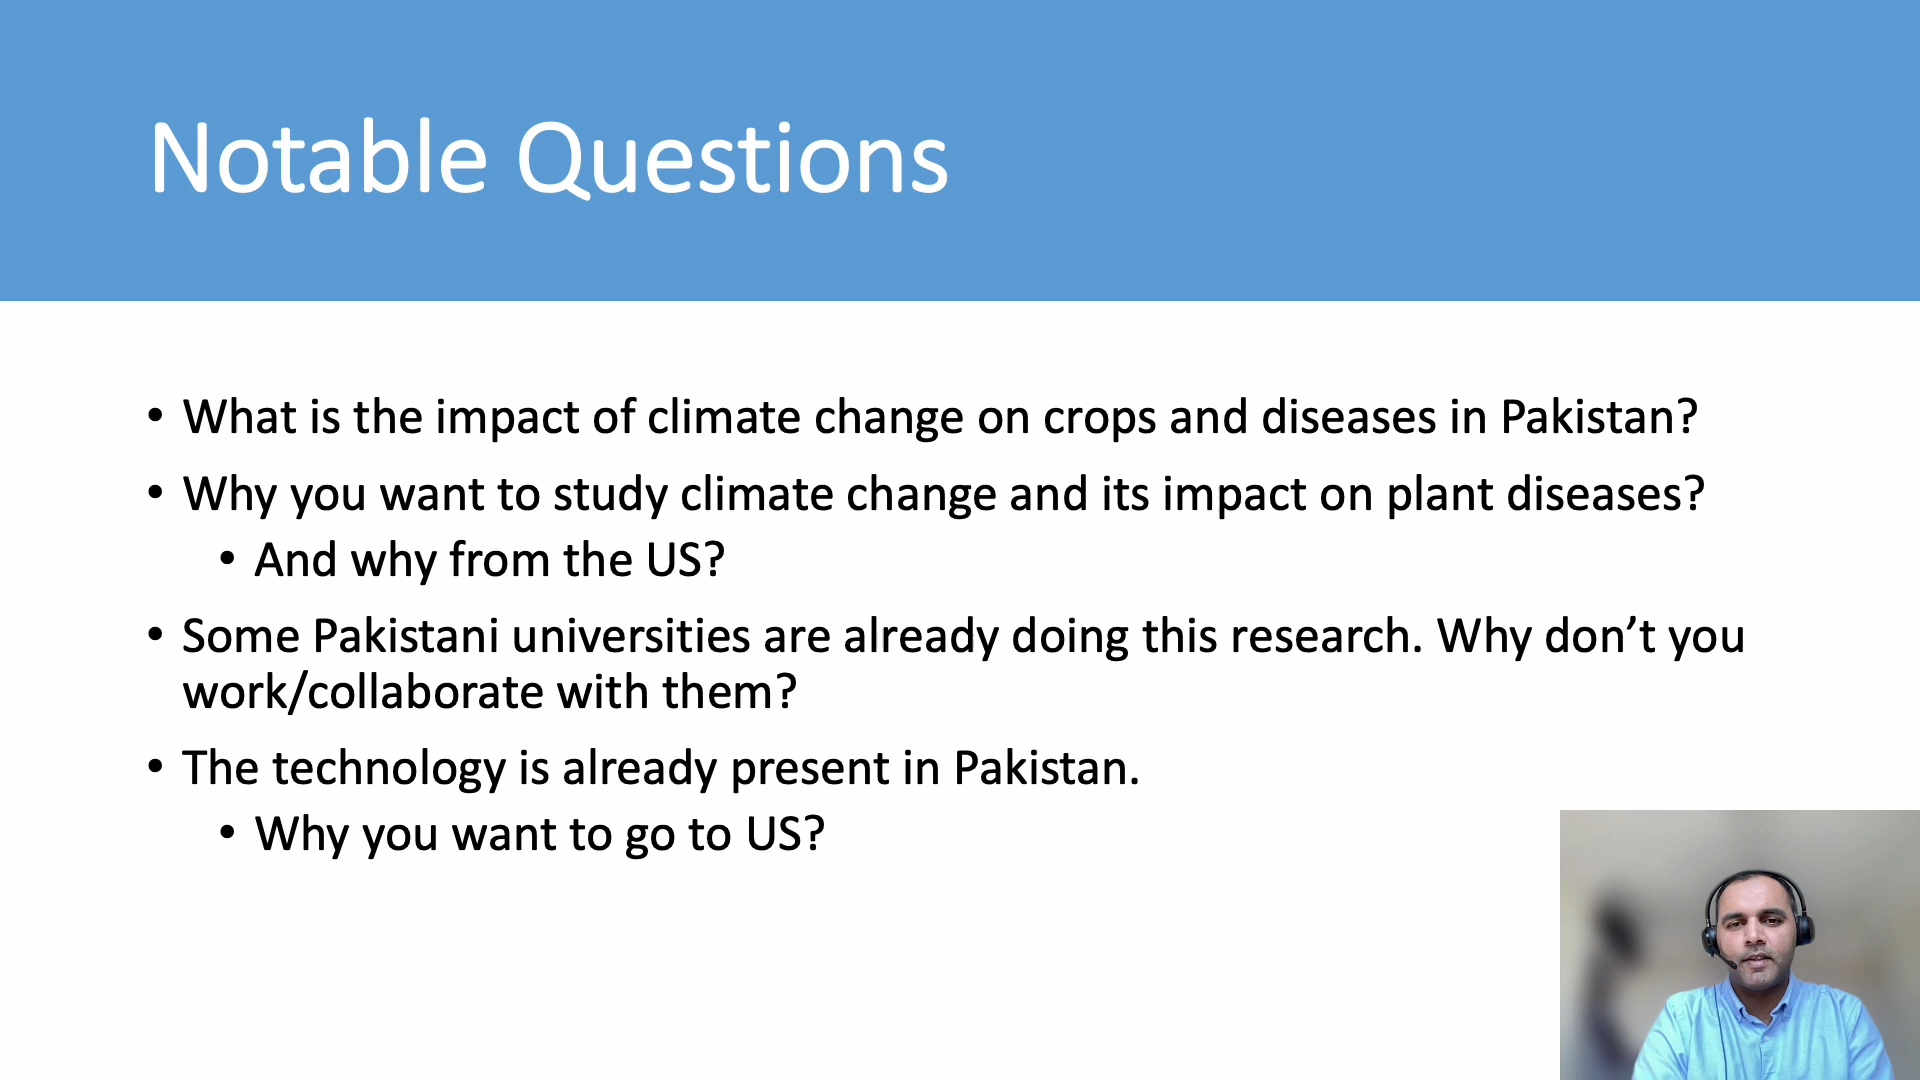 Notable Questions
• What is the impact of climate change on crops and diseases in Pakistan?
• Why you want to study climate change and its impact on plant diseases?
• And why from the US?
• Some Pakistani universities are already doing this research. Why don’t you
work/collaborate with them?
• The technology is already present in Pakistan.
• Why you want to go to US?